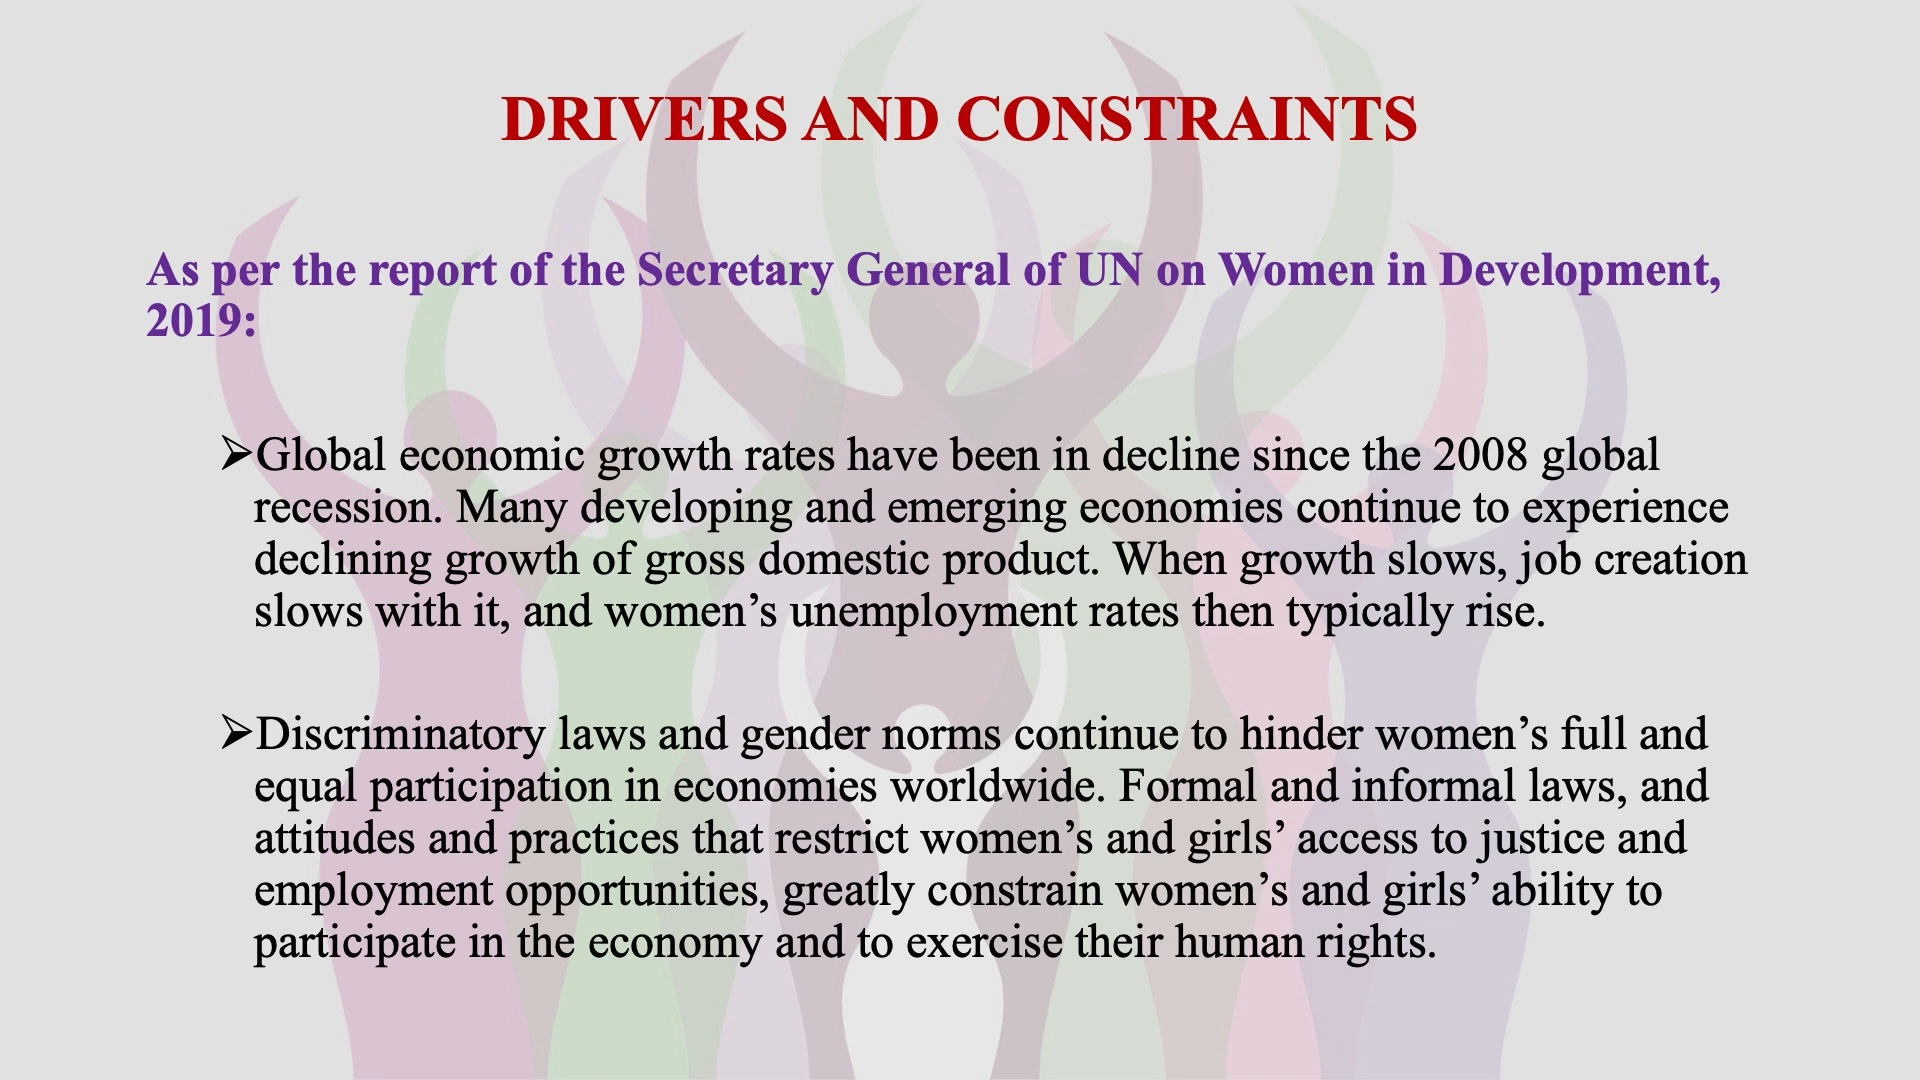 DRIVERS AND CONSTRAINTS
As per the report of the Secretary General of UN on Women in Development,
2019:
➢Global economic growth rates have been in decline since the 2008 global
recession. Many developing and emerging economies continue to experience
declining growth of gross domestic product. When growth slows, job creation
slows with it, and women’s unemployment rates then typically rise.
➢Discriminatory laws and gender norms continue to hinder women’s full and
equal participation in economies worldwide. Formal and informal laws, and
attitudes and practices that restrict women’s and girls’ access to justice and
employment opportunities, greatly constrain women’s and girls’ ability to
participate in the economy and to exercise their human rights.